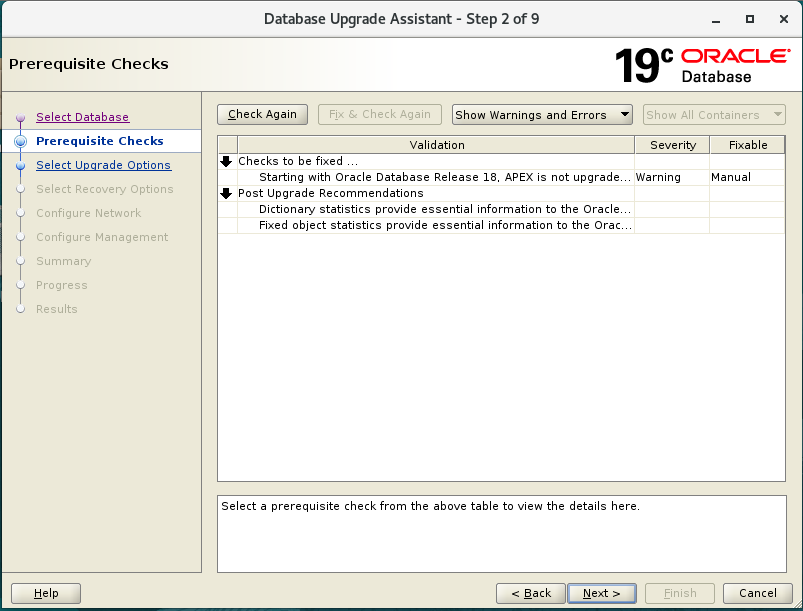 Database Upgrade Assistant - Step 2 of 9
Prerequisite Checks
19c ORACLE
Database
Select Database
Prerequisite Checks
Select Upgrade Options
Select Recovery Options
Configure Network
Configure Management
Summary
Progress
Results
Check Again Fix & Check Again Show Warnings and Errors Show All Containers
Validation Severity Fixable
Checks to be fixed ...
Starting with Oracle Database Release 18, APEX is not upgrade... Warning Manual
Post Upgrade Recommendations
Dictionary statistics provide essential information to the Oracle...
Fixed object statistics provide essential information to the Orac...
Select a prerequisite check from the above table to view the details here.
Help < Back Next > Finish Cancel